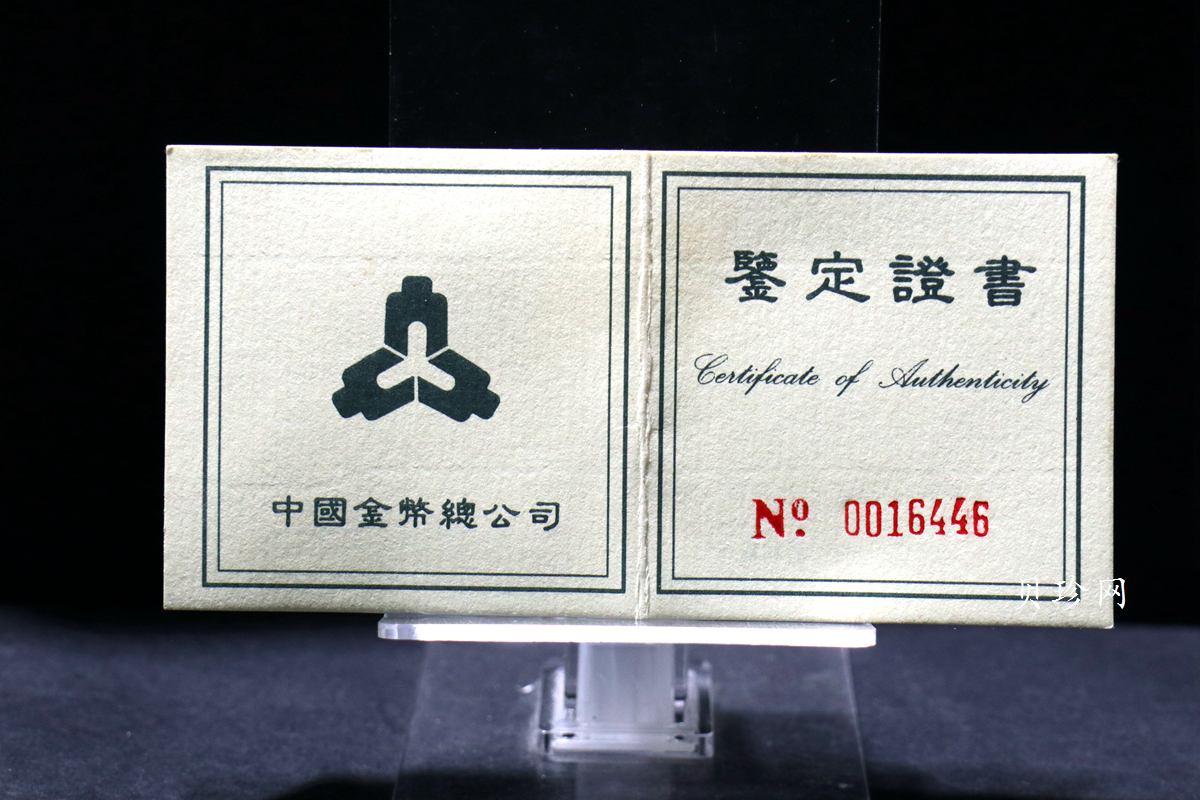 中國金幣總公司
鑒定證書
Certificate of Authenticity
Nº 0016446
贝珍网